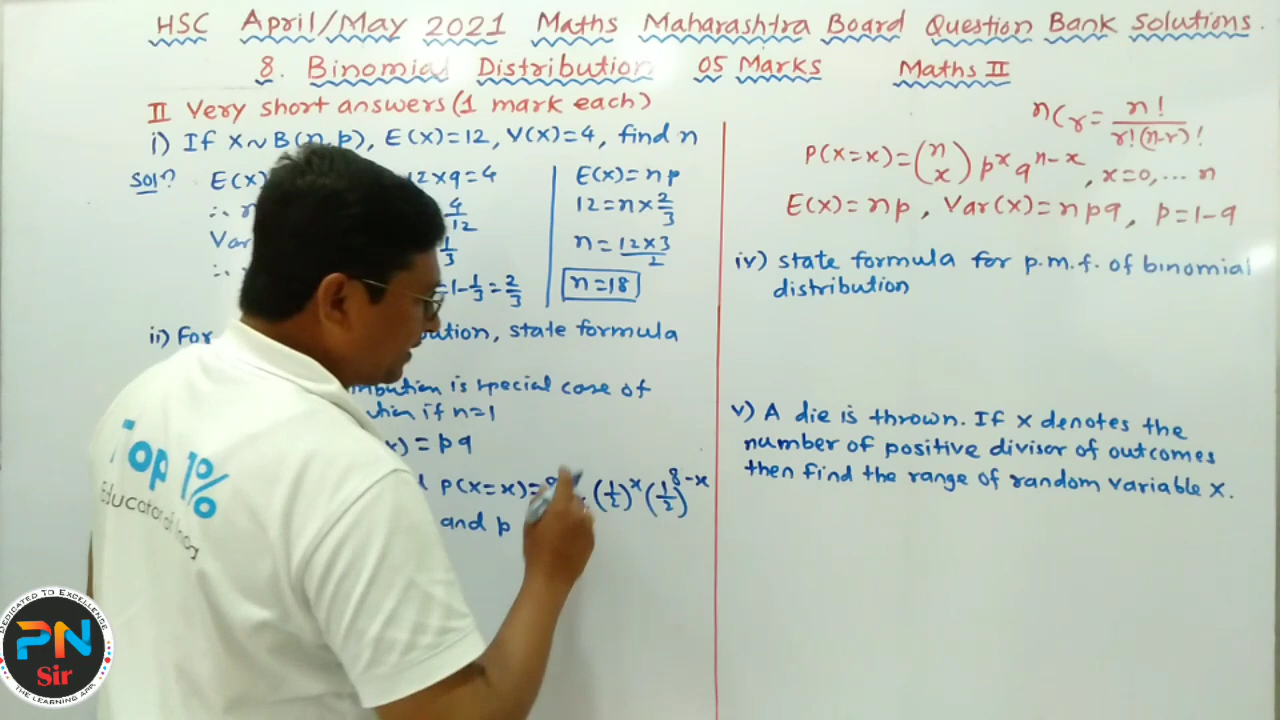 HSC April/May 2021 Maths Maharashtra Board Question Bank Solutions.
8. Binomial Distribution 05 Marks Maths II
II Very short answers (1 mark each)
i) If X∼B(n,p), E(X)=12, V(X)=4, find n
Sol?
E(X)
∴ n
Var
12×q=4
4/12
1/3
=1-1/3=2/3
E(X)=np
12=n×2/3
n=12×3/2
n=18
ii) For ution, state formula
ribution is special case of
tion if n=1
x)=pq
P(X=x)= (1/2)^x (1/2)^8-x
and p
nCr = n!/r!(n-r)!
P(X=x)=(n x) p^x q^n-x, x=0,... n
E(X)=np, Var(X)=npq, p=1-q
iv) state formula for p.m.f. of binomial
distribution
v) A die is thrown. If X denotes the
number of positive divisor of outcomes
then find the range of random variable X.
Top 1%
Educator
DEDICATED TO EXCELLENCE
PN
Sir
THE LEARNING APP